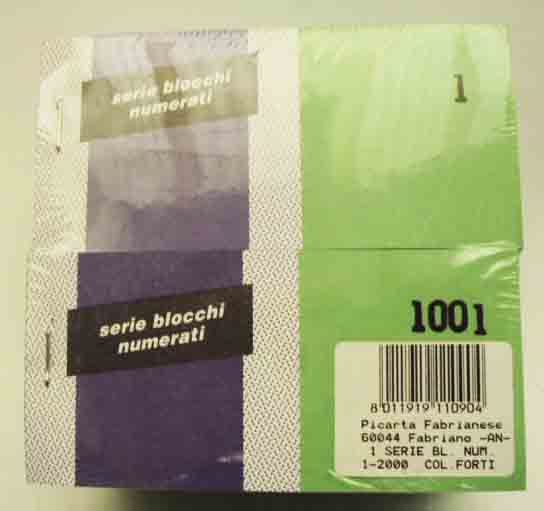 serie blocchi
numerati
1
serie blocchi
numerati
1001
8 011919 110904
Picarta Fabrianese
60044 Fabriano -AN-
1 SERIE BL. NUM.
1-2000 COL.FORTI